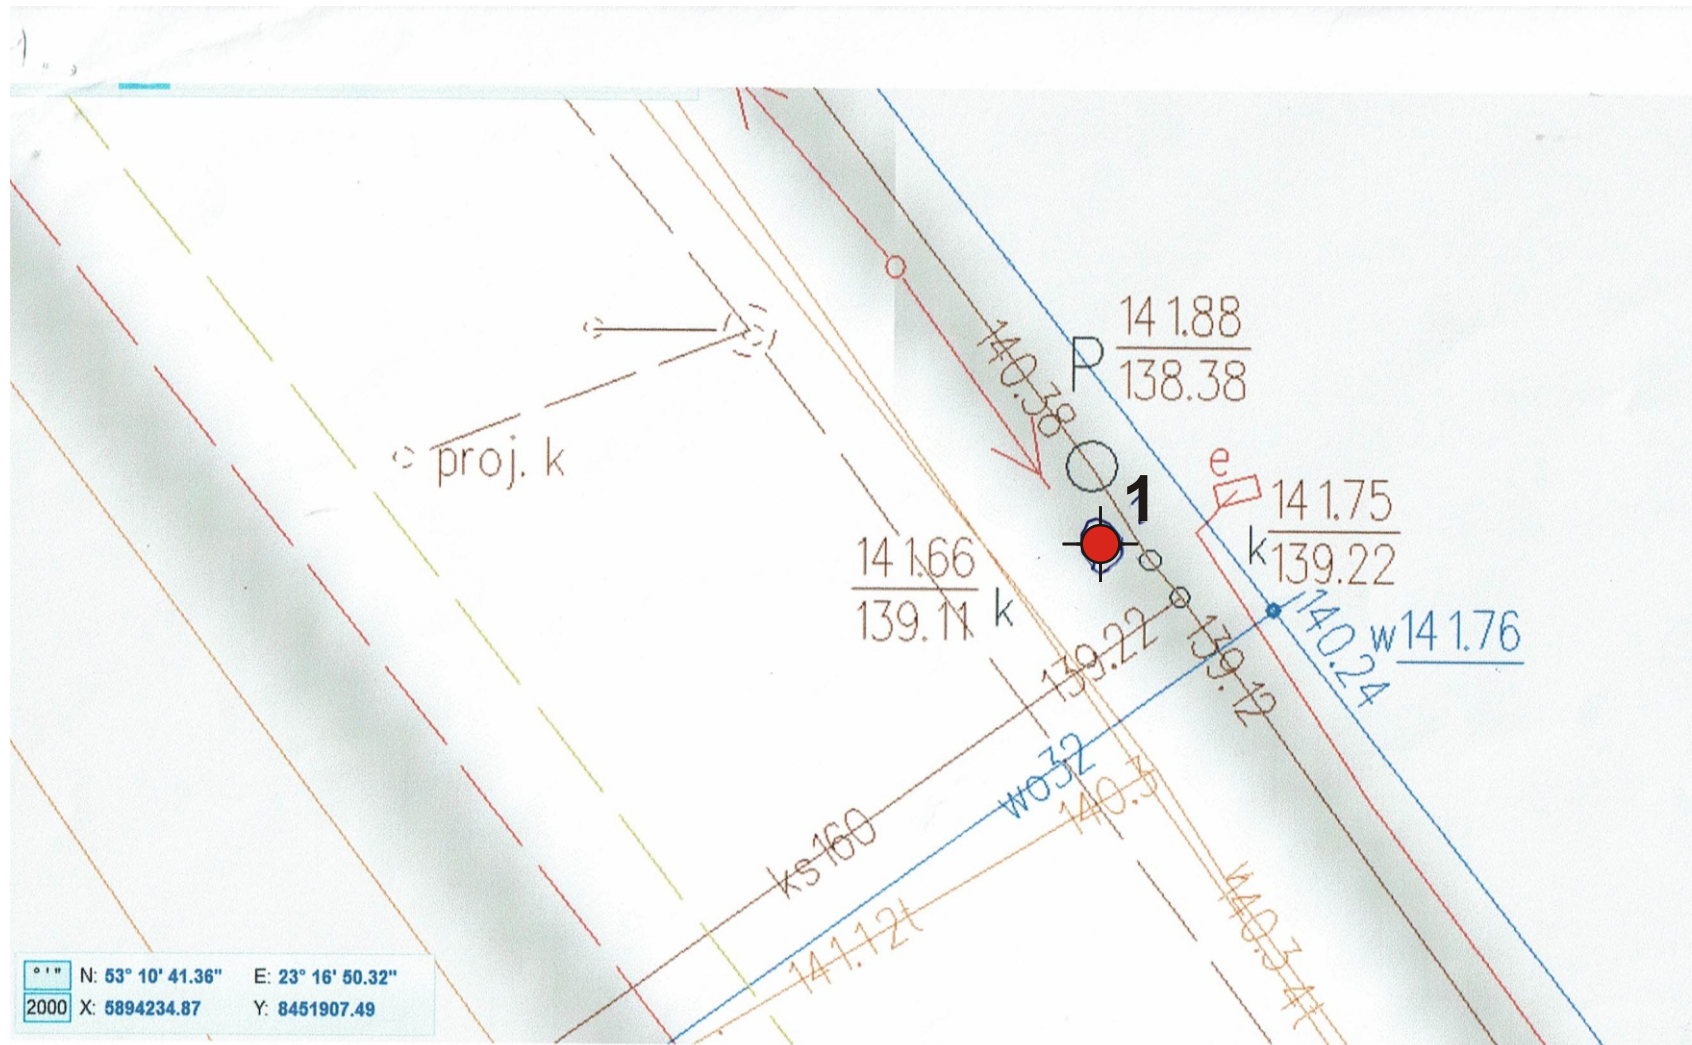 141.88
P
138.38
140.38
e
141.75
k
139.22
1
proj. k
141.66
139.11 k
w141.76
140.24
139.22
139.12
wo32
140.3
ks160
141.12t
140.34t
° ' " N: 53° 10' 41.36" E: 23° 16' 50.32"
2000 X: 5894234.87 Y: 8451907.49